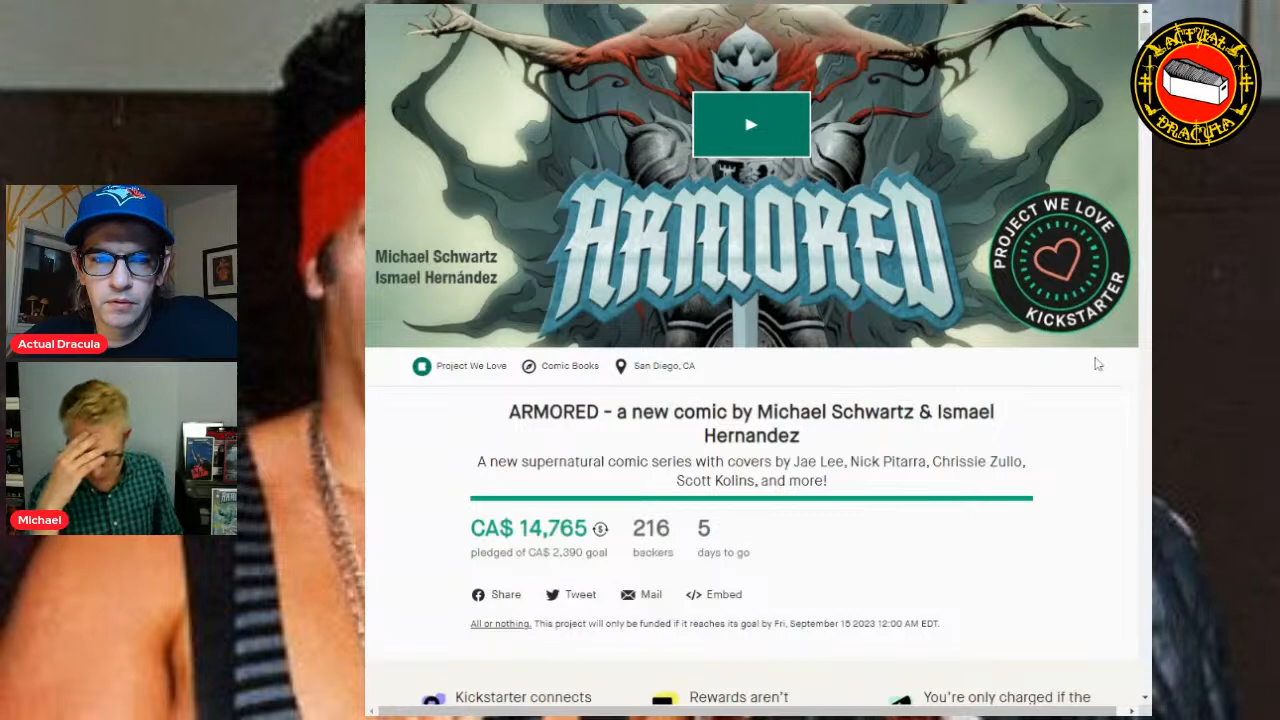 ACTUAL
DRACULA
ARMORED
Michael Schwartz
Ismael Hernández
PROJECT WE LOVE
KICKSTARTER
Actual Dracula
Michael
Project We Love
Comic Books
San Diego, CA
ARMORED - a new comic by Michael Schwartz & Ismael
Hernandez
A new supernatural comic series with covers by Jae Lee, Nick Pitarra, Chrissie Zullo,
Scott Kolins, and more!
CA$ 14,765
216
5
pledged of CA$ 2,390 goal
backers
days to go
Share
Tweet
Mail
Embed
All or nothing. This project will only be funded if it reaches its goal by Fri, September 15 2023 12:00 AM EDT.
Kickstarter connects
Rewards aren't
You're only charged if the